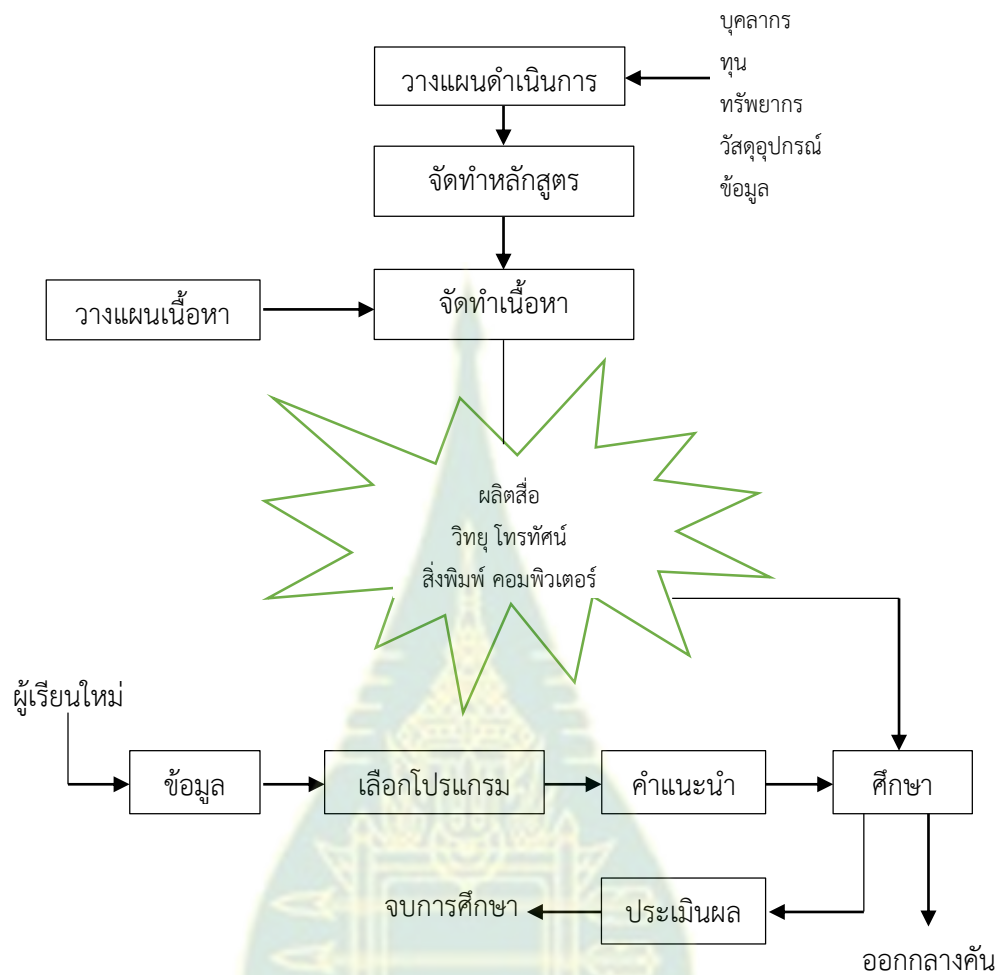 บุคลากร
ทุน
ทรัพยากร
วัสดุอุปกรณ์
ข้อมูล
วางแผนดำเนินการ
จัดทำหลักสูตร
จัดทำเนื้อหา
วางแผนเนื้อหา
ผลิตสื่อ
วิทยุ โทรทัศน์
สิ่งพิมพ์ คอมพิวเตอร์
ผู้เรียนใหม่
ข้อมูล
เลือกโปรแกรม
คำแนะนำ
ศึกษา
จบการศึกษา
ประเมินผล
ออกกลางคัน